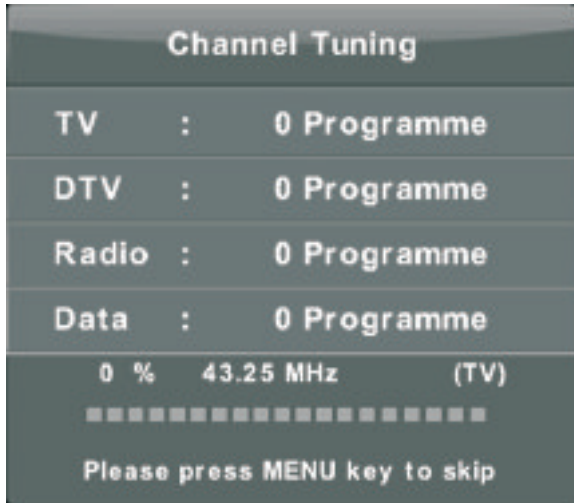 Channel Tuning
TV : 0 Programme
DTV : 0 Programme
Radio : 0 Programme
Data : 0 Programme
0 % 43.25 MHz (TV)
Please press MENU key to skip